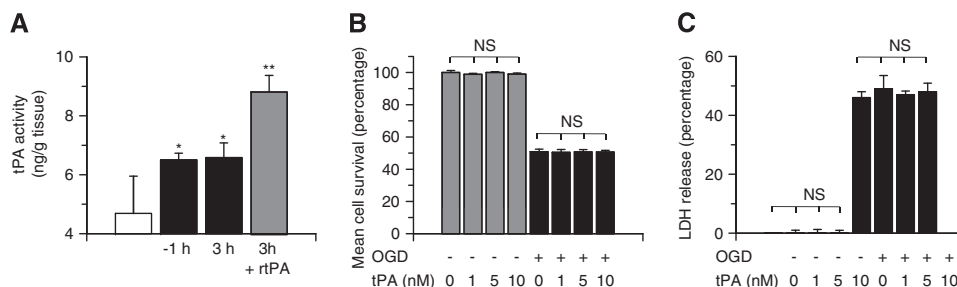 A
tPA activity
(ng/g tissue)
10
8
6
4
*
*
**
-1 h
3 h
3h
+ rtPA
B
Mean cell survival (percentage)
100
80
60
40
20
0
NS
NS
OGD - - - - + + + +
tPA (nM) 0 1 5 10 0 1 5 10
C
LDH release (percentage)
60
40
20
0
NS
NS
OGD - - - - + + + +
tPA (nM) 0 1 5 10 0 1 5 10